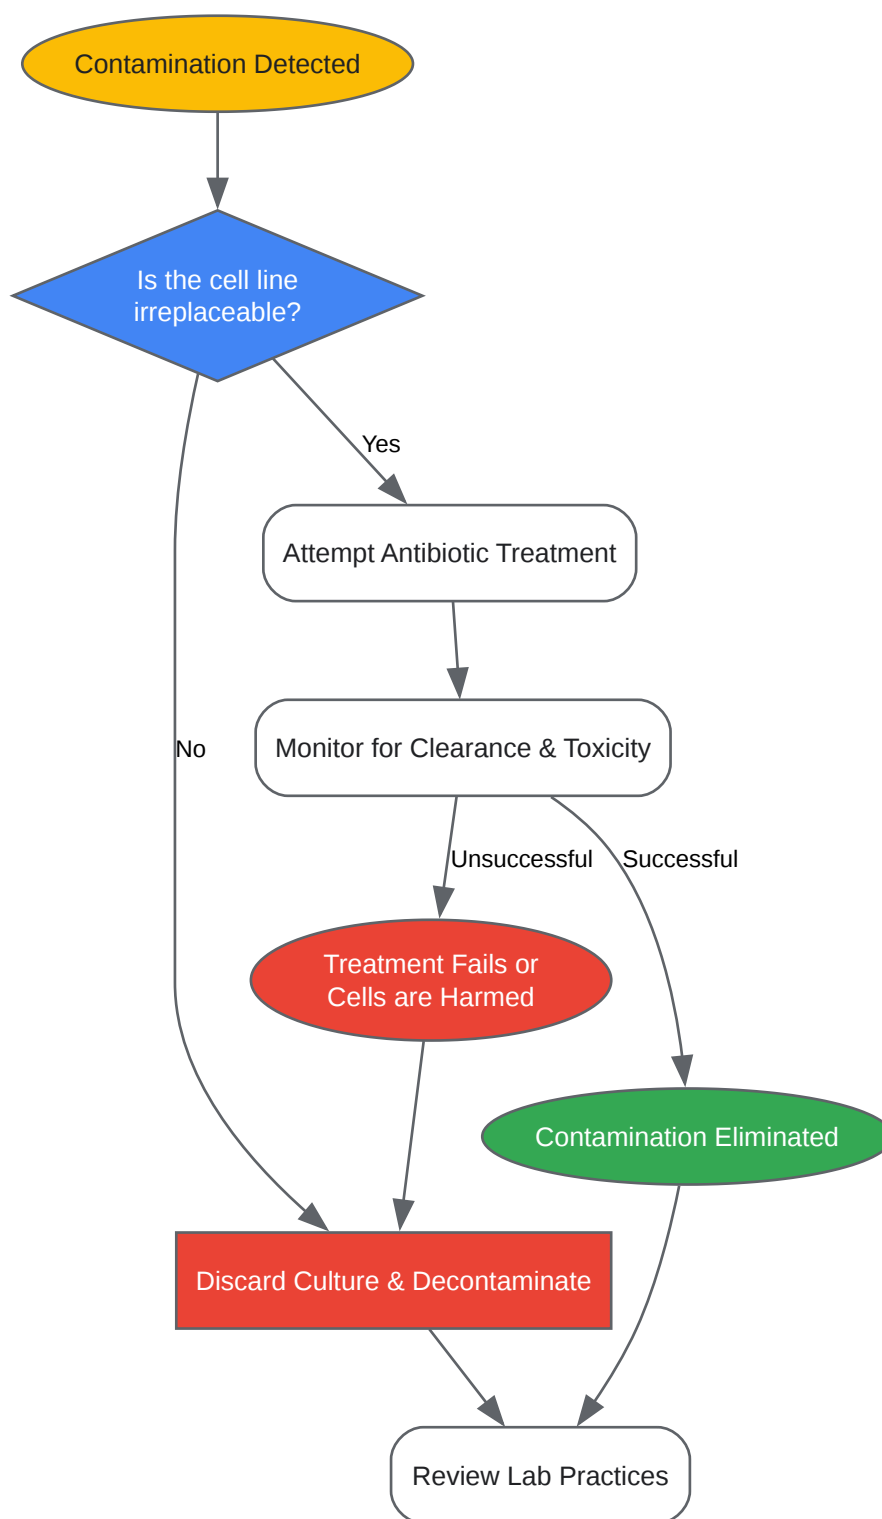 Contamination Detected
Is the cell line
irreplaceable?
Yes
Attempt Antibiotic Treatment
No
Monitor for Clearance & Toxicity
Unsuccessful
Successful
Treatment Fails or
Cells are Harmed
Contamination Eliminated
Discard Culture & Decontaminate
Review Lab Practices